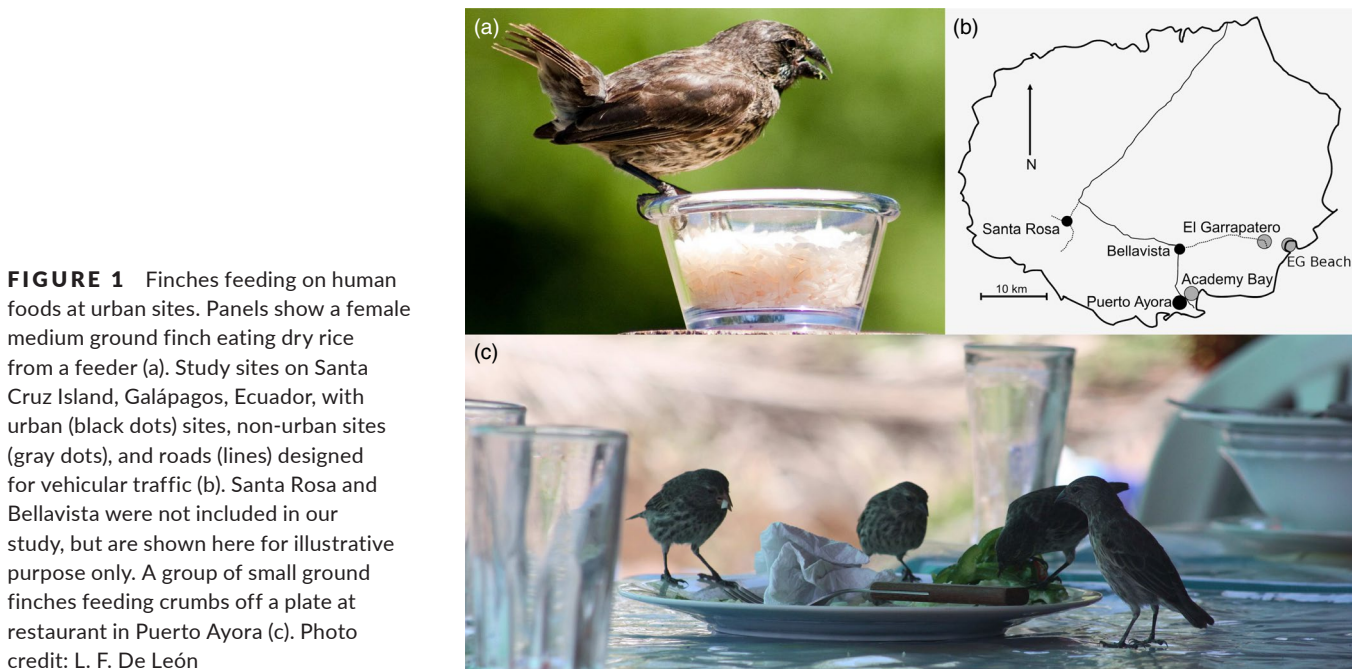 FIGURE 1 Finches feeding on human
foods at urban sites. Panels show a female
medium ground finch eating dry rice
from a feeder (a). Study sites on Santa
Cruz Island, Galápagos, Ecuador, with
urban (black dots) sites, non-urban sites
(gray dots), and roads (lines) designed
for vehicular traffic (b). Santa Rosa and
Bellavista were not included in our
study, but are shown here for illustrative
purpose only. A group of small ground
finches feeding crumbs off a plate at
restaurant in Puerto Ayora (c). Photo
credit: L. F. De León
(a)
(b)
N
Santa Rosa
El Garrapatero
Bellavista
EG Beach
Academy Bay
10 km
Puerto Ayora
(c)